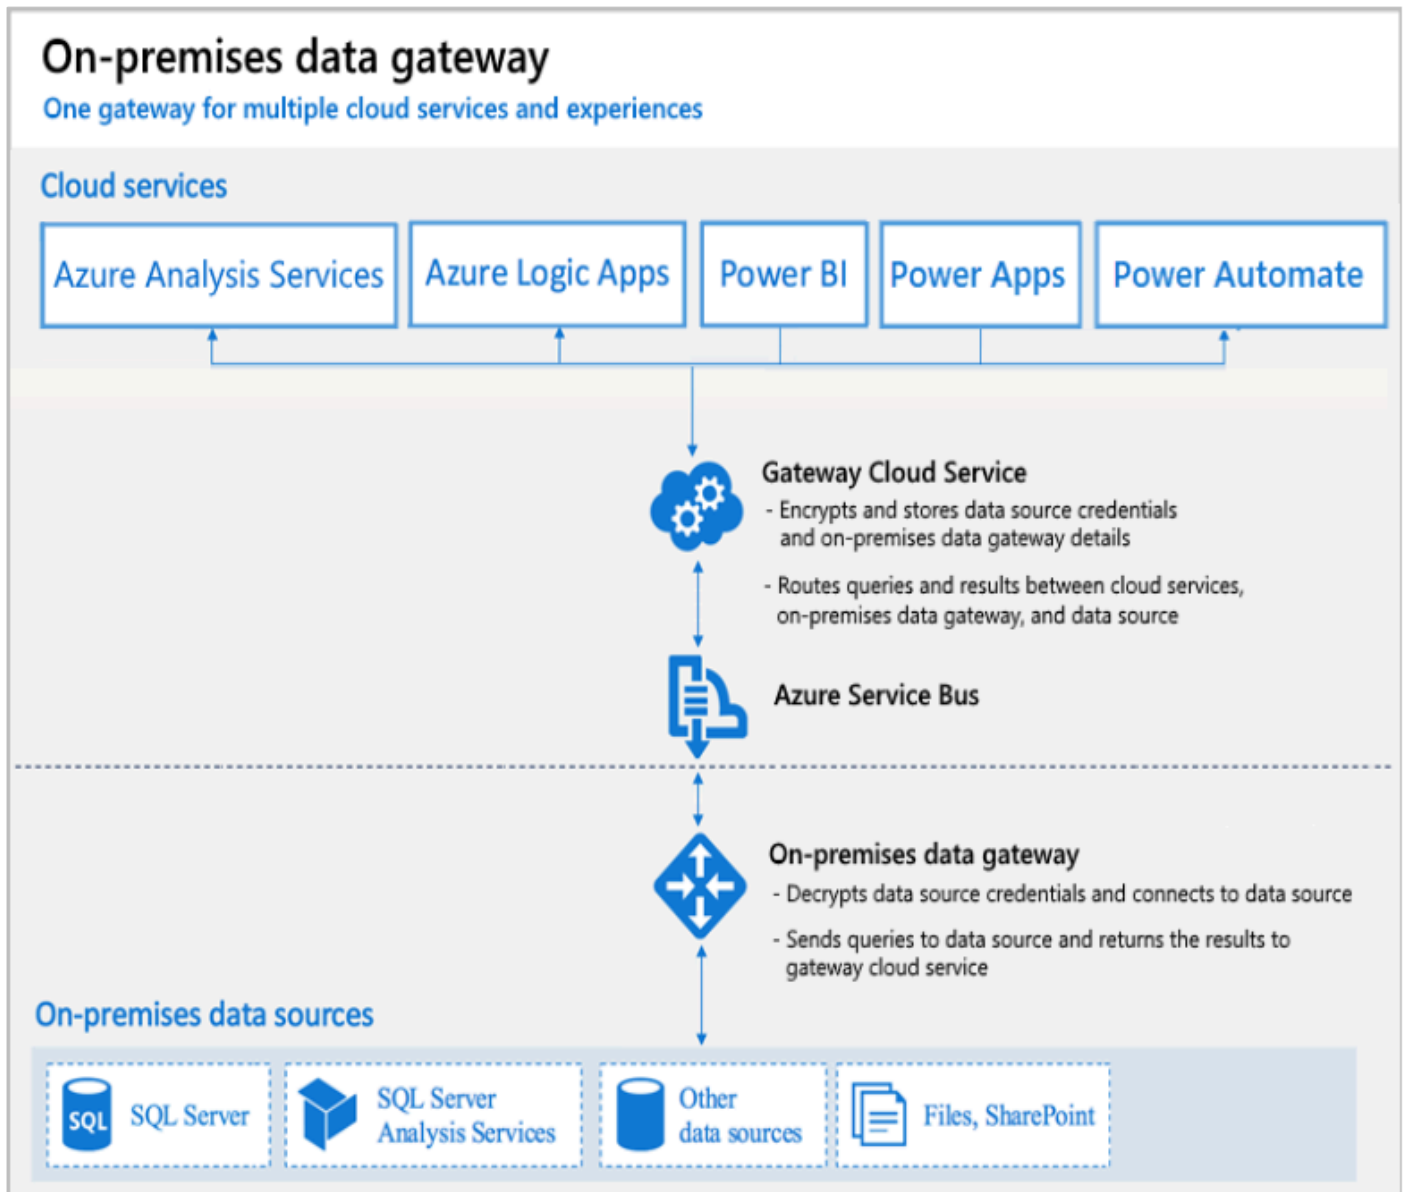 On-premises data gateway
One gateway for multiple cloud services and experiences
Cloud services
Azure Analysis Services
Azure Logic Apps
Power BI
Power Apps
Power Automate
Gateway Cloud Service
- Encrypts and stores data source credentials
and on-premises data gateway details
- Routes queries and results between cloud services,
on-premises data gateway, and data source
Azure Service Bus
On-premises data gateway
- Decrypts data source credentials and connects to data source
- Sends queries to data source and returns the results to
gateway cloud service
On-premises data sources
SQL
SQL Server
SQL Server
Analysis Services
Other
data sources
Files, SharePoint